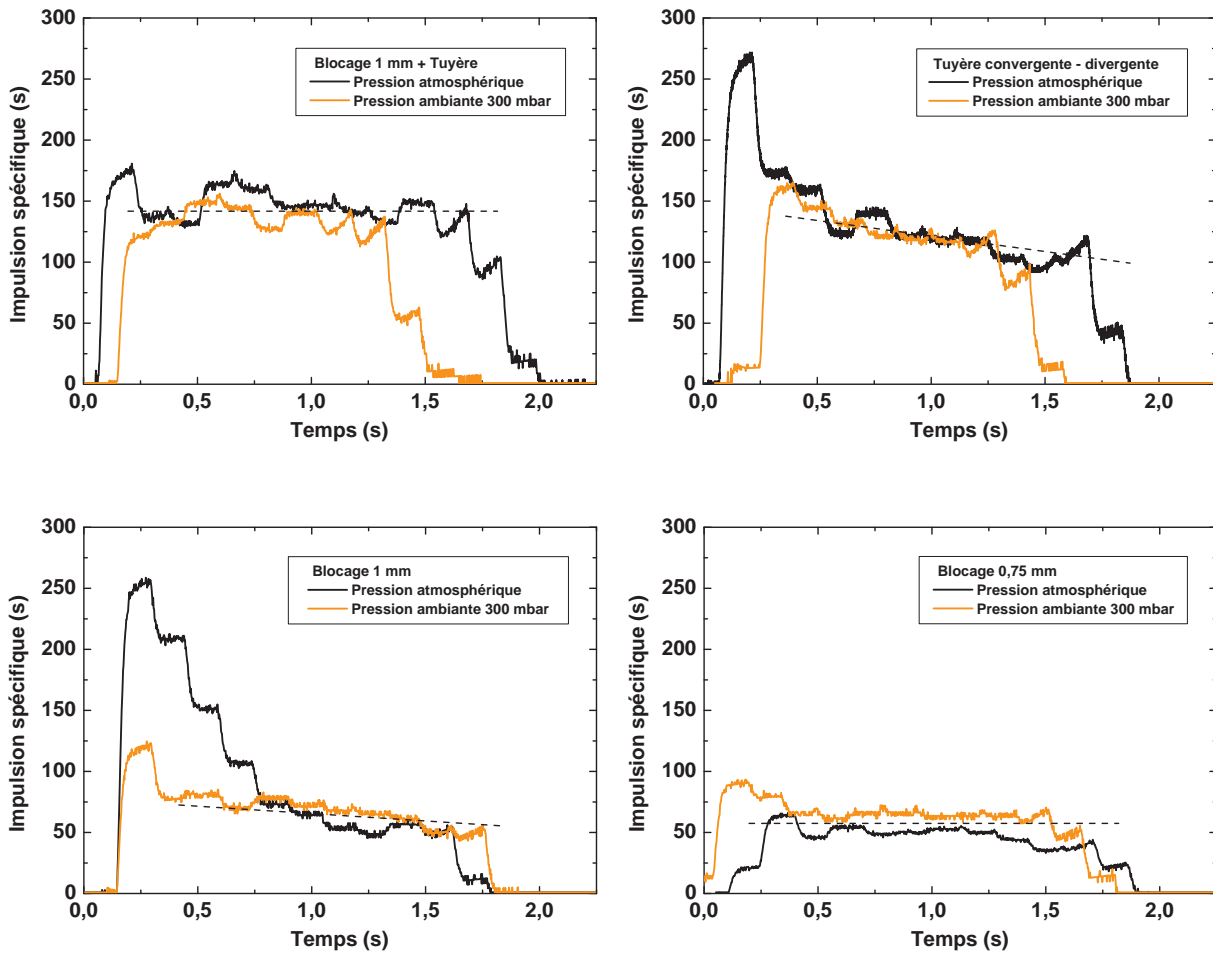 300
250
200
150
100
50
0
Impulsion spécifique (s)
Blocage 1 mm + Tuyère
Pression atmosphérique
Pression ambiante 300 mbar
0,0
0,5
1,0
1,5
2,0
Temps (s)
300
250
200
150
100
50
0
Impulsion spécifique (s)
Tuyère convergente - divergente
Pression atmosphérique
Pression ambiante 300 mbar
0,0
0,5
1,0
1,5
2,0
Temps (s)
300
250
200
150
100
50
0
Impulsion spécifique (s)
Blocage 1 mm
Pression atmosphérique
Pression ambiante 300 mbar
0,0
0,5
1,0
1,5
2,0
Temps (s)
300
250
200
150
100
50
0
Impulsion spécifique (s)
Blocage 0,75 mm
Pression atmosphérique
Pression ambiante 300 mbar
0,0
0,5
1,0
1,5
2,0
Temps (s)